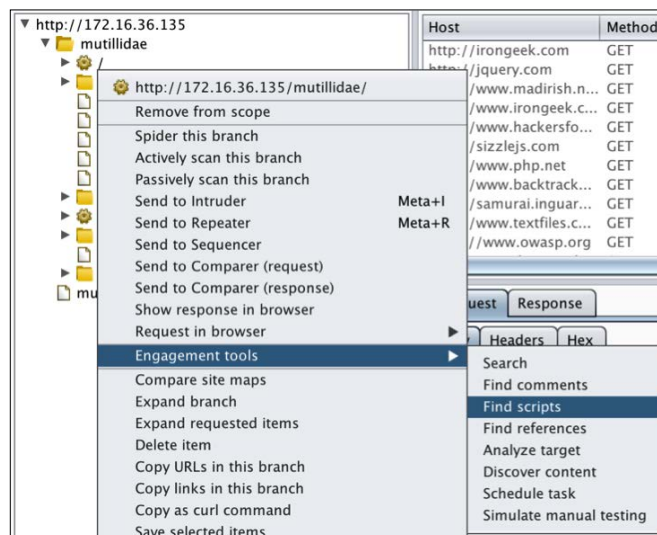 http://172.16.36.135
mutillidae
/
mu
http://172.16.36.135/mutillidae/
Remove from scope
Spider this branch
Actively scan this branch
Passively scan this branch
Send to Intruder Meta+I
Send to Repeater Meta+R
Send to Sequencer
Send to Comparer (request)
Send to Comparer (response)
Show response in browser
Request in browser
Engagement tools
Compare site maps
Expand branch
Expand requested items
Delete item
Copy URLs in this branch
Copy links in this branch
Copy as curl command
Save selected items
Host Method
http://irongeek.com GET
http://jquery.com GET
/www.madirish.n... GET
/www.irongeek.c... GET
/www.hackersfo... GET
/sizzlejs.com GET
/www.php.net GET
/www.backtrack... GET
/samurai.inguar... GET
/www.textfiles.c... GET
//www.owasp.org GET
uest Response
Headers Hex
Search
Find comments
Find scripts
Find references
Analyze target
Discover content
Schedule task
Simulate manual testing